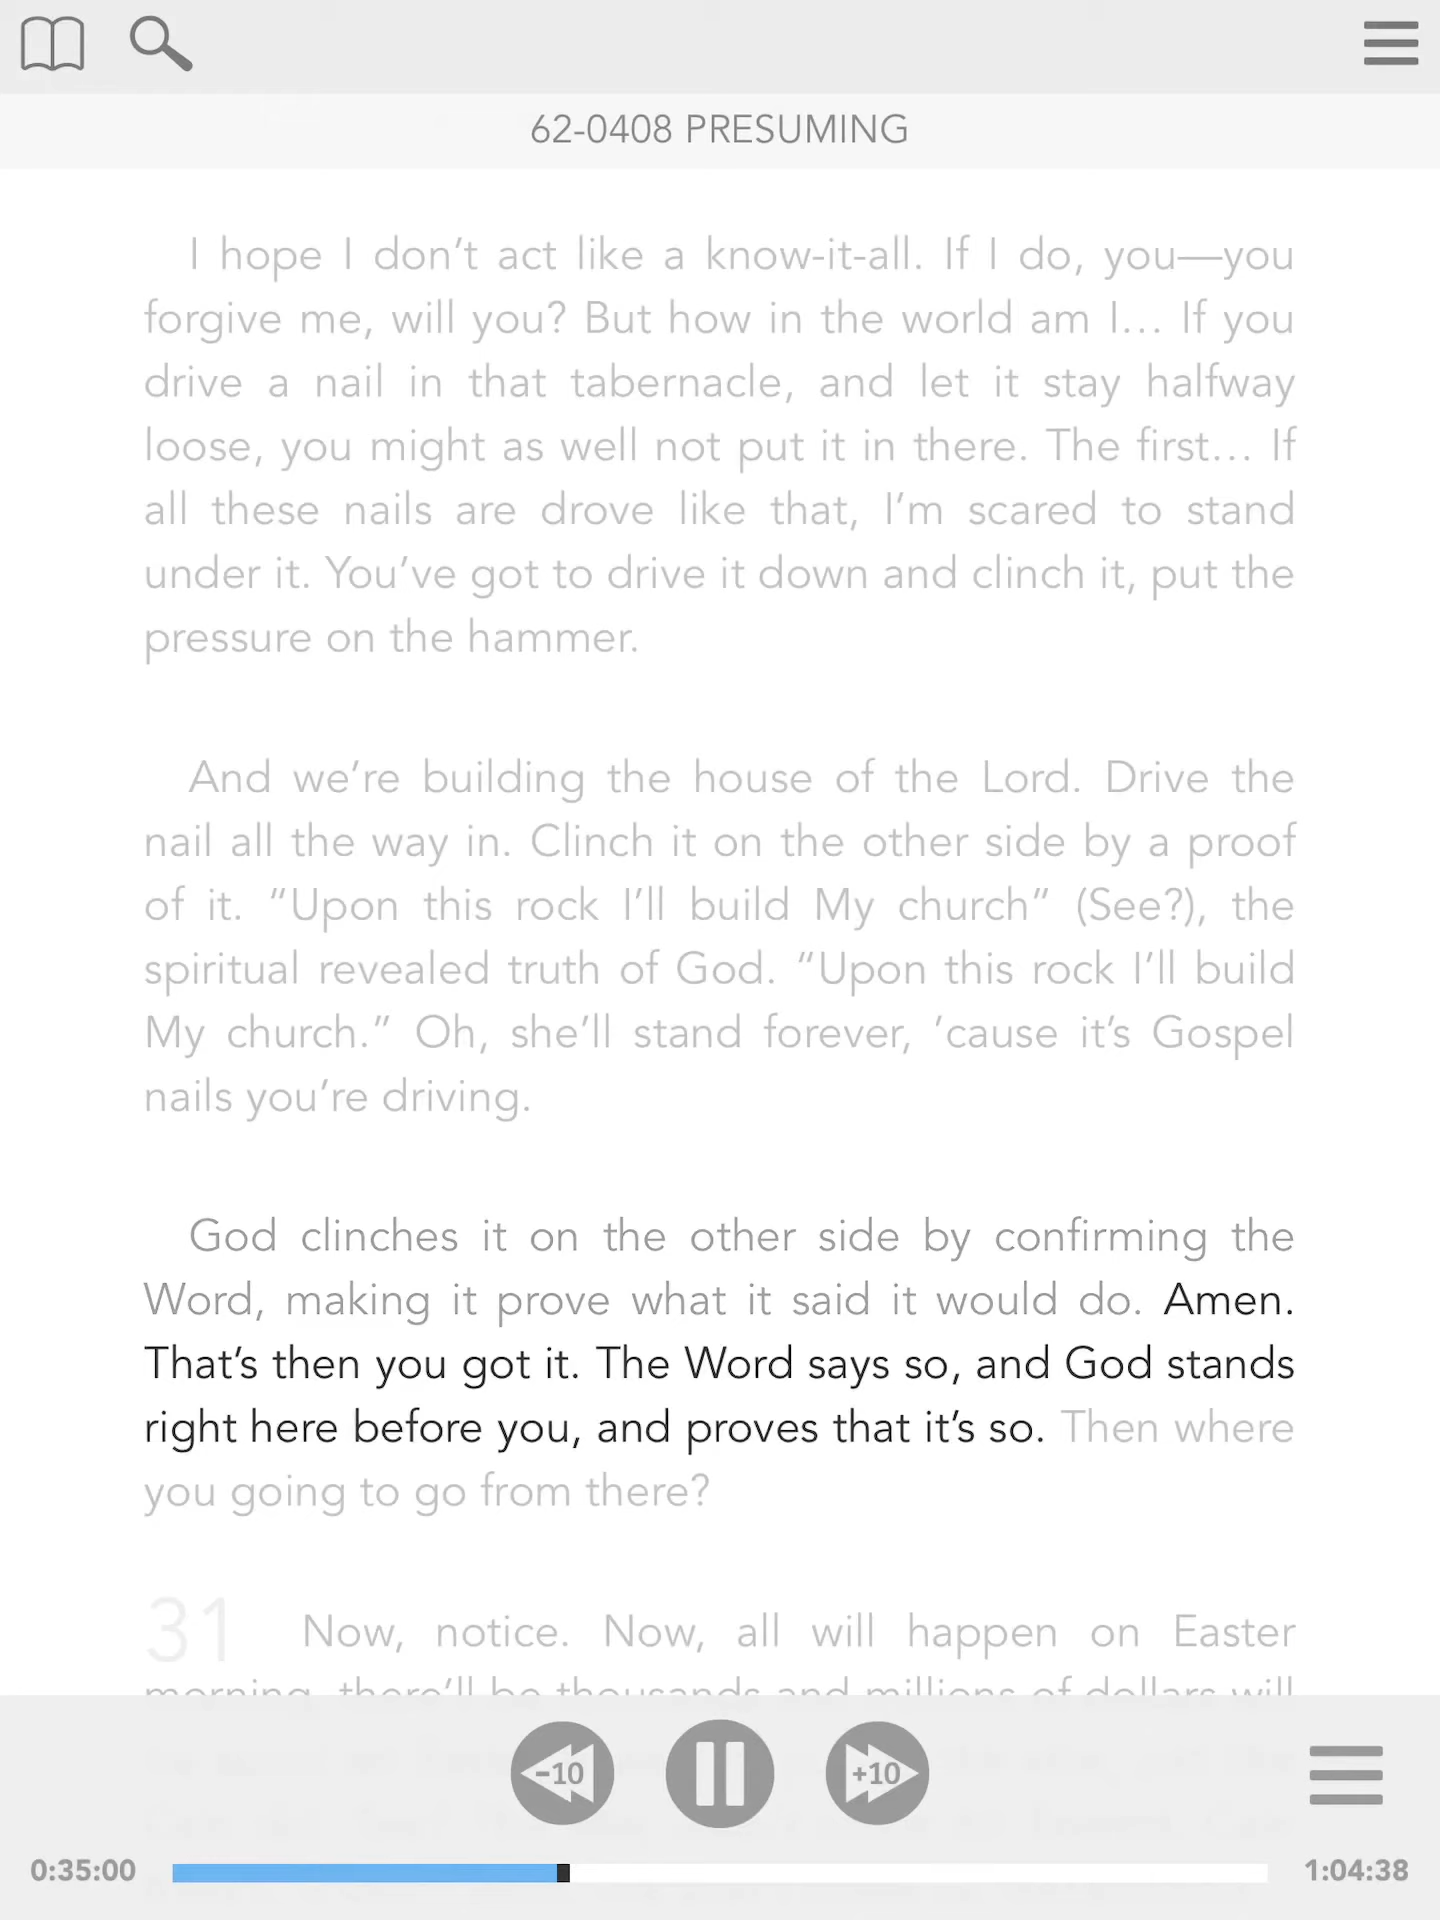 62-0408 PRESUMING
I hope I don’t act like a know-it-all. If I do, you—you
forgive me, will you? But how in the world am I… If you
drive a nail in that tabernacle, and let it stay halfway
loose, you might as well not put it in there. The first… If
all these nails are drove like that, I’m scared to stand
under it. You’ve got to drive it down and clinch it, put the
pressure on the hammer.
And we’re building the house of the Lord. Drive the
nail all the way in. Clinch it on the other side by a proof
of it. “Upon this rock I’ll build My church” (See?), the
spiritual revealed truth of God. “Upon this rock I’ll build
My church.” Oh, she’ll stand forever, ’cause it’s Gospel
nails you’re driving.
God clinches it on the other side by confirming the
Word, making it prove what it said it would do. Amen.
That’s then you got it. The Word says so, and God stands
right here before you, and proves that it’s so. Then where
you going to go from there?
31 Now, notice. Now, all will happen on Easter
morning, there’ll be thousands and millions of dollars will
-10 +10
0:35:00 1:04:38